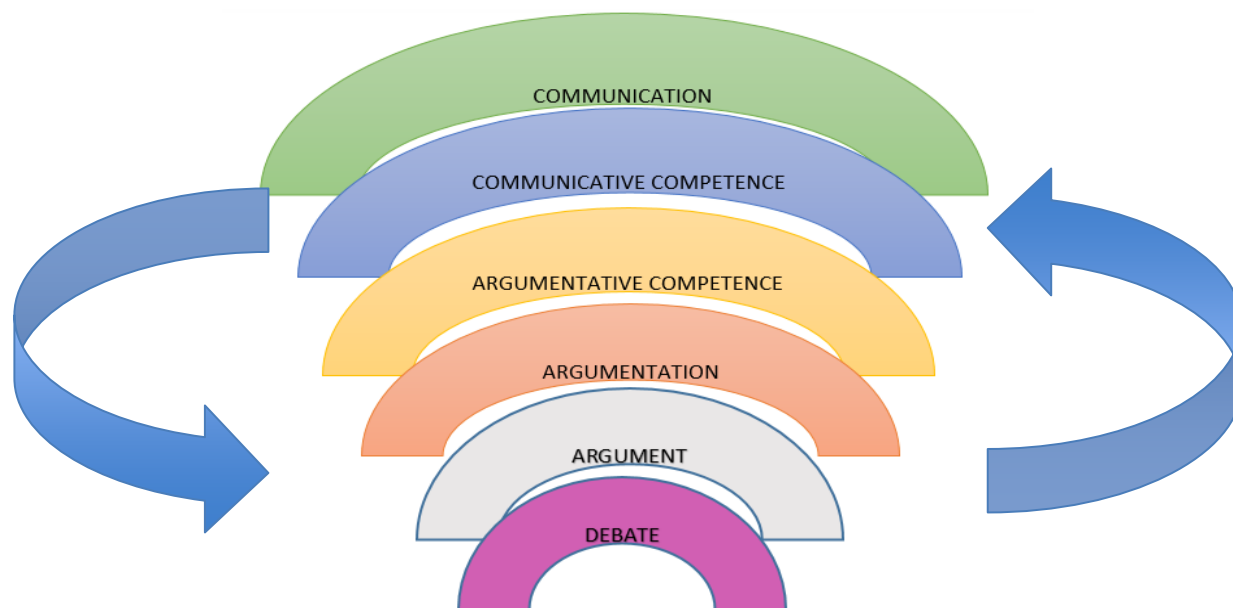 COMMUNICATION
COMMUNICATIVE COMPETENCE
ARGUMENTATIVE COMPETENCE
ARGUMENTATION
ARGUMENT
DEBATE